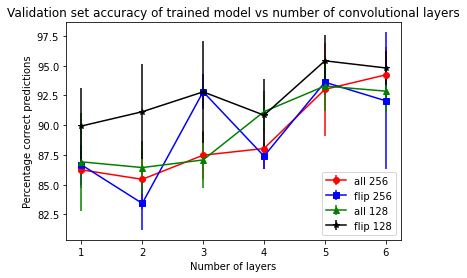 Validation set accuracy of trained model vs number of convolutional layers
Percentage correct predictions
97.5
95.0
92.5
90.0
87.5
85.0
82.5
all 256
flip 256
all 128
flip 128
1 2 3 4 5 6
Number of layers